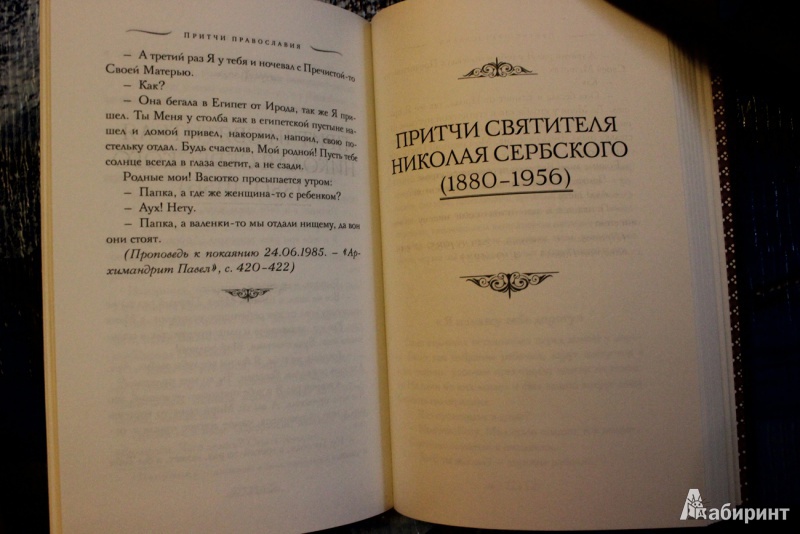 Притчи православия
— А третий раз Я у тебя и ночевал с Пречистой-то
Своей Матерью.
— Как?
— Она бегала в Египет от Ирода, так же Я при-
шел. Ты Меня у столба как в египетской пустыне на-
шел и домой привел, накормил, напоил, свою по-
стельку отдал. Будь счастлив, Мой родной! Пусть тебе
солнце всегда в глаза светит, а не сзади.
Родные мои! Васютко просыпается утром:
— Папка, а где же женщина-то с ребенком?
— Аух! Нету.
— Папка, а валенки-то мы отдали нищему, да вон
они стоят.
(Проповедь к покаянию 24.06.1985. – «Ар-
химандрит Павел», с. 420–422)
ПРИТЧИ СВЯТИТЕЛЯ
НИКОЛАЯ СЕРБСКОГО
(1880–1956)
Лабиринт